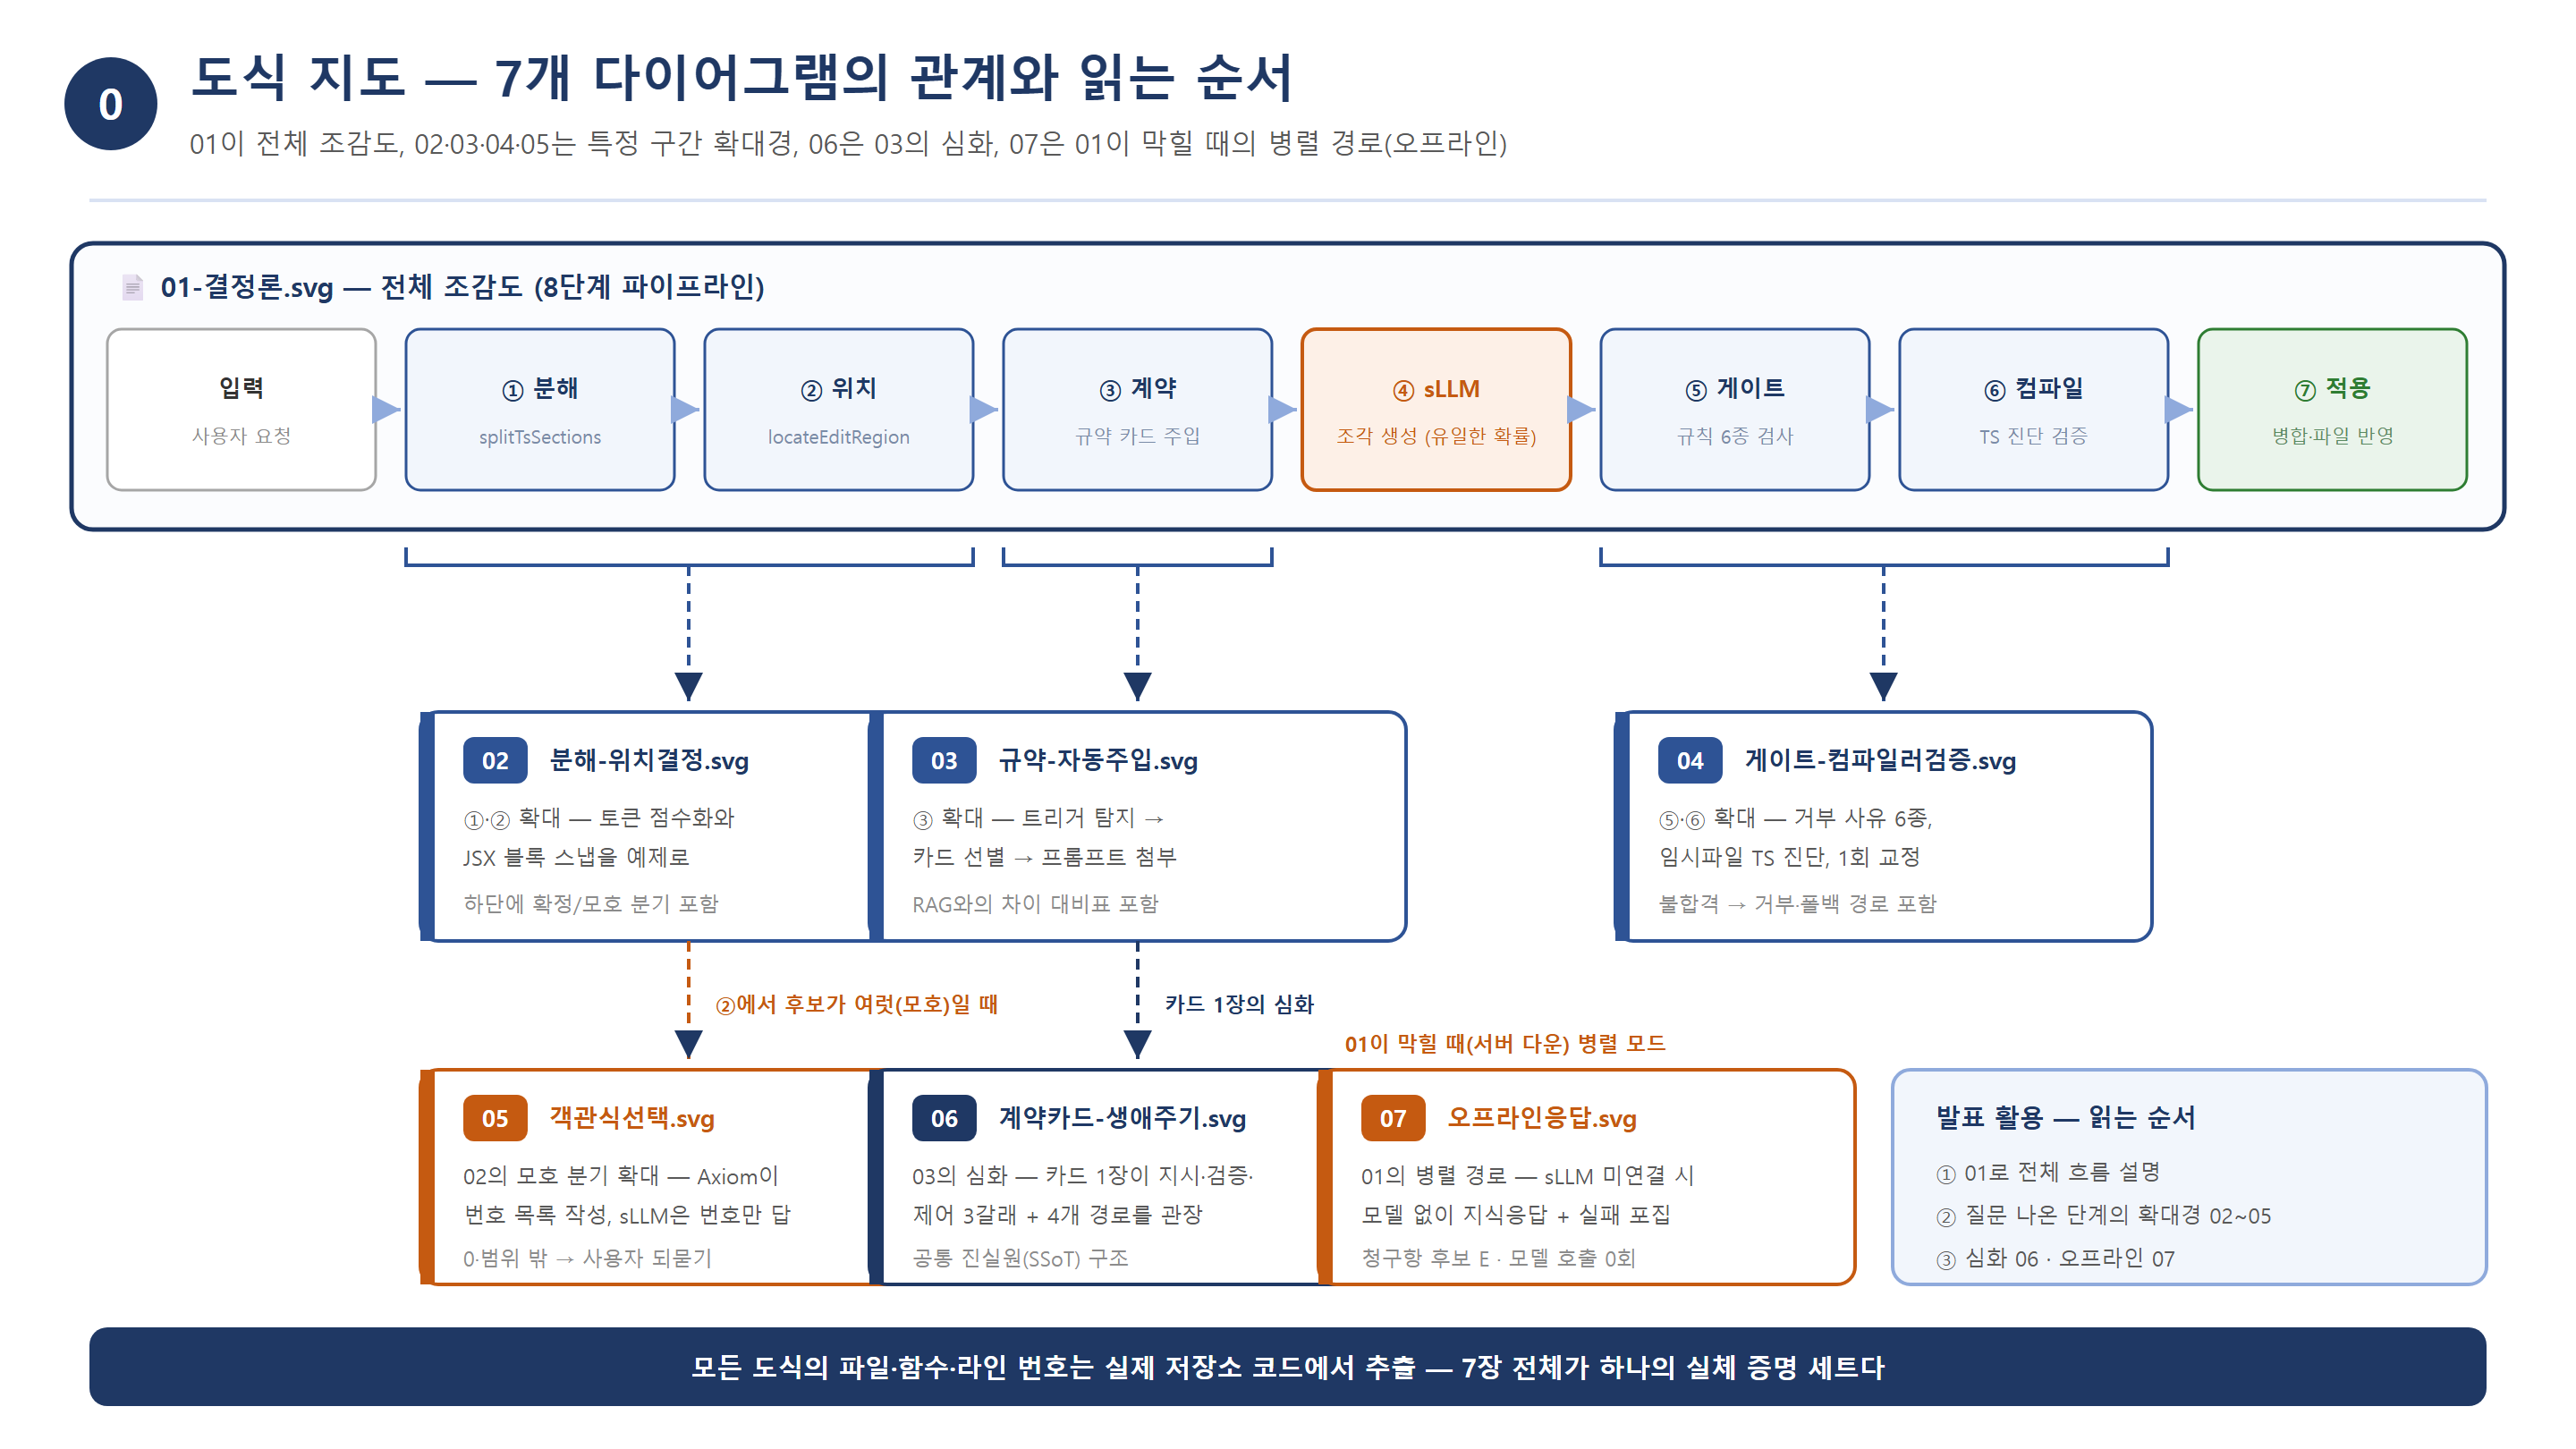 0
도식 지도 — 7개 다이어그램의 관계와 읽는 순서
01이 전체 조감도, 02·03·04·05는 특정 구간 확대경, 06은 03의 심화, 07은 01이 막힐 때의 병렬 경로(오프라인)
01-결정론.svg — 전체 조감도 (8단계 파이프라인)
입력
사용자 요청
① 분해
splitTsSections
② 위치
locateEditRegion
③ 계약
규약 카드 주입
④ sLLM
조각 생성 (유일한 확률)
⑤ 게이트
규칙 6종 검사
⑥ 컴파일
TS 진단 검증
⑦ 적용
병합·파일 반영
02 분해-위치결정.svg
①·② 확대 — 토큰 점수화와
JSX 블록 스냅을 예제로
하단에 확정/모호 분기 포함
03 규약-자동주입.svg
③ 확대 — 트리거 탐지 →
카드 선별 → 프롬프트 첨부
RAG와의 차이 대비표 포함
04 게이트-컴파일러검증.svg
⑤·⑥ 확대 — 거부 사유 6종,
임시파일 TS 진단, 1회 교정
불합격 → 거부·폴백 경로 포함
②에서 후보가 여럿(모호)일 때
카드 1장의 심화
01이 막힐 때(서버 다운) 병렬 모드
05 객관식선택.svg
02의 모호 분기 확대 — Axiom이
번호 목록 작성, sLLM은 번호만 답
0·범위 밖 → 사용자 되묻기
06 계약카드-생애주기.svg
03의 심화 — 카드 1장이 지시·검증·
제어 3갈래 + 4개 경로를 관장
공통 진실원(SSoT) 구조
07 오프라인응답.svg
01의 병렬 경로 — sLLM 미연결 시
모델 없이 지식응답 + 실패 포집
청구항 후보 E · 모델 호출 0회
발표 활용 — 읽는 순서
① 01로 전체 흐름 설명
② 질문 나온 단계의 확대경 02~05
③ 심화 06 · 오프라인 07
모든 도식의 파일·함수·라인 번호는 실제 저장소 코드에서 추출 — 7장 전체가 하나의 실체 증명 세트다